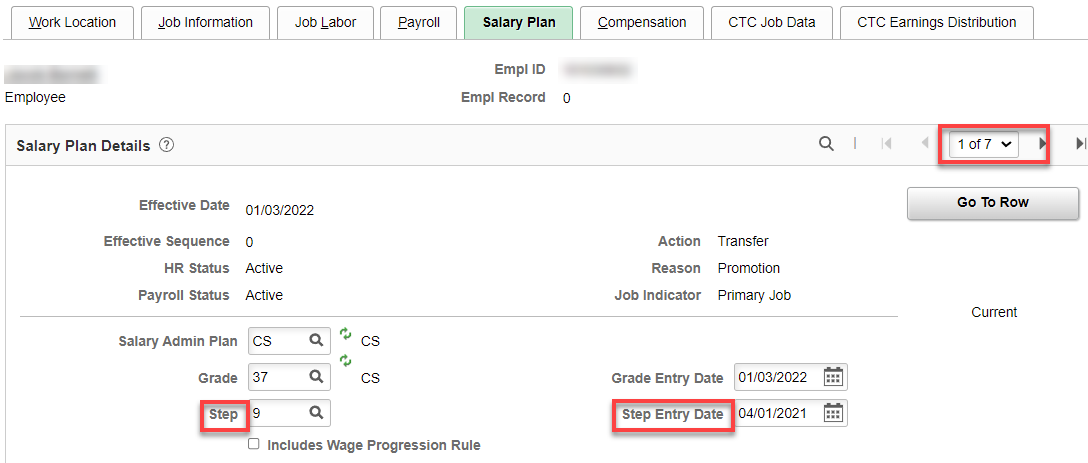 Work Location Job Information Job Labor Payroll Salary Plan Compensation CTC Job Data CTC Earnings Distribution
Empl ID
Employee Empl Record 0
Salary Plan Details ? 1 of 7
Effective Date 01/03/2022 Go To Row
Effective Sequence 0 Action Transfer
HR Status Active Reason Promotion
Payroll Status Active Job Indicator Primary Job
Current
Salary Admin Plan CS CS
Grade 37 CS Grade Entry Date 01/03/2022
Step 9 Step Entry Date 04/01/2021
Includes Wage Progression Rule